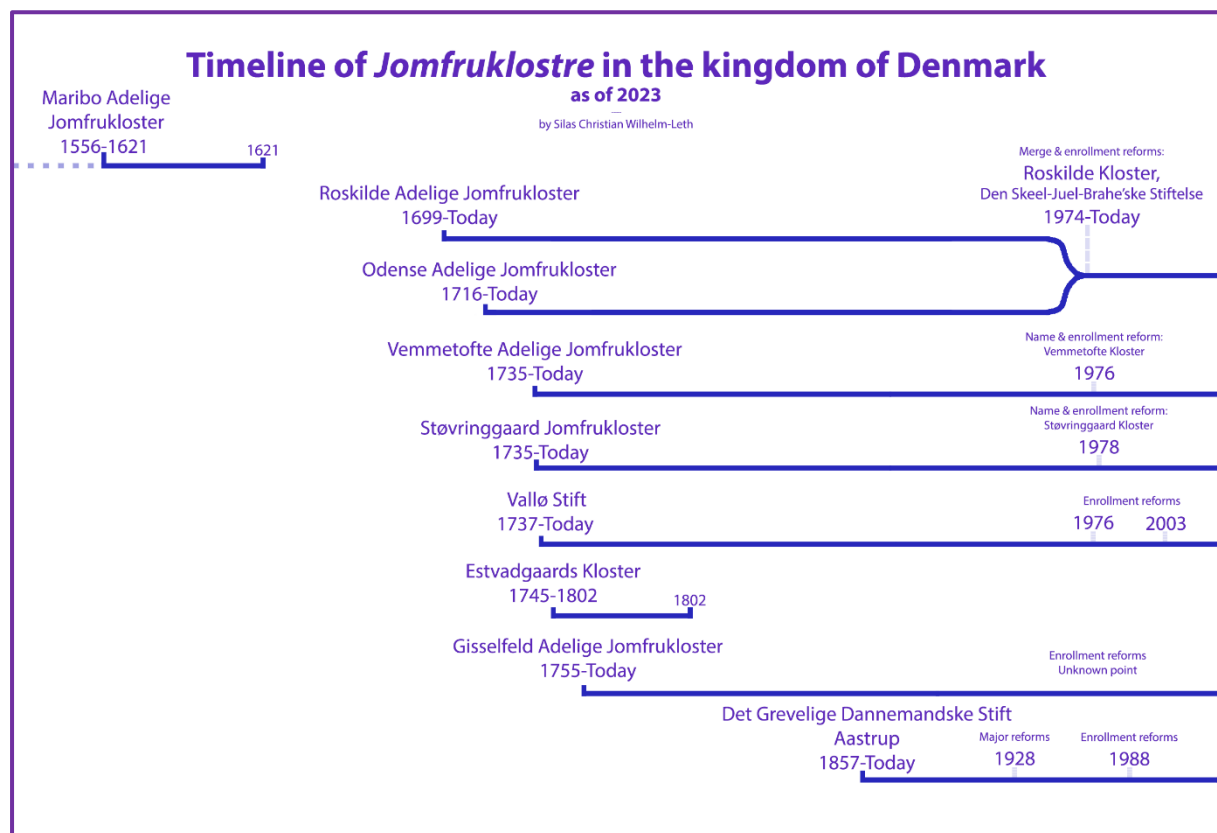 Timeline of Jomfruklostre in the kingdom of Denmark
as of 2023
by Silas Christian Wilhelm-Leth
Maribo Adelige
Jomfrukloster
1556-1621
1621
Roskilde Adelige Jomfrukloster
1699-Today
Merge & enrollment reforms:
Roskilde Kloster,
Den Skeel-Juel-Brahe'ske Stiftelse
1974-Today
Odense Adelige Jomfrukloster
1716-Today
Vemmetofte Adelige Jomfrukloster
1735-Today
Name & enrollment reform:
Vemmetofte Kloster
1976
Støvringgaard Jomfrukloster
1735-Today
Name & enrollment reform:
Støvringgaard Kloster
1978
Vallø Stift
1737-Today
Enrollment reforms
1976 2003
Estvadgaards Kloster
1745-1802
1802
Gisselfeld Adelige Jomfrukloster
1755-Today
Enrollment reforms
Unknown point
Det Grevelige Dannemandske Stift
Aastrup
1857-Today
Major reforms
1928
Enrollment reforms
1988